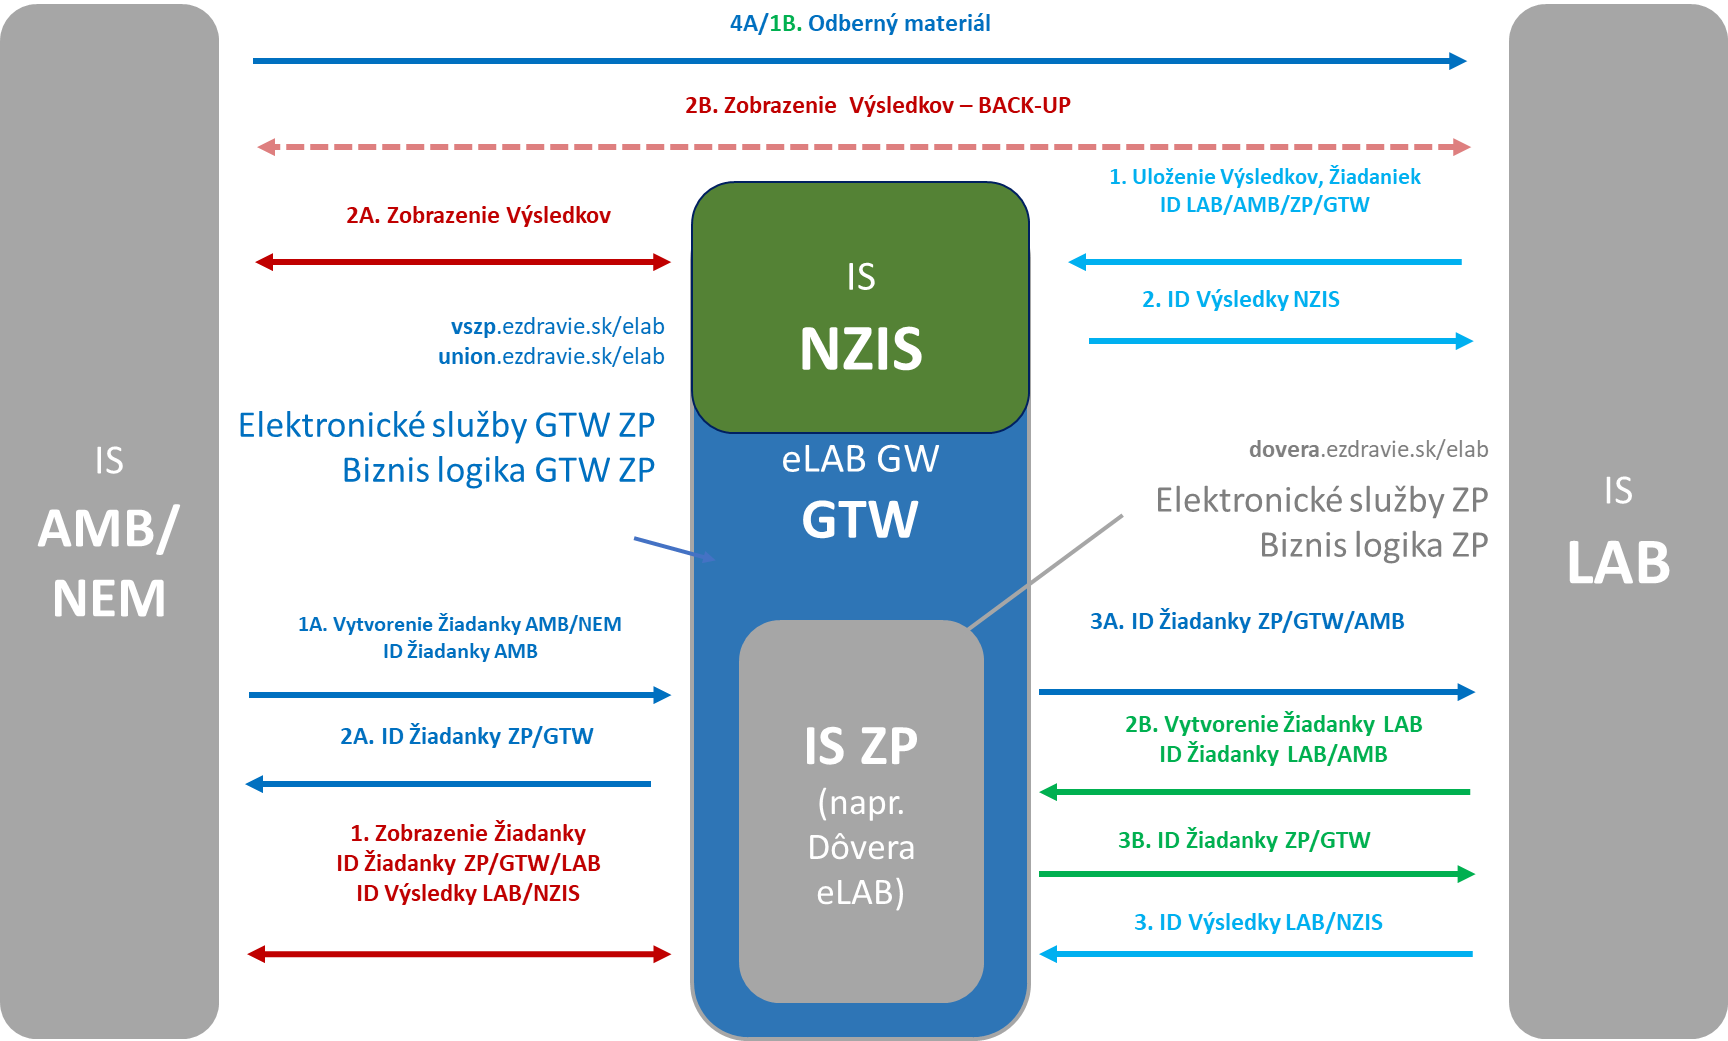 4A/1B. Odberný materiál
2B. Zobrazenie Výsledkov – BACK-UP
IS
AMB/
NEM
2A. Zobrazenie Výsledkov
vszp.ezdravie.sk/elab
union.ezdravie.sk/elab
Elektronické služby GTW ZP
Biznis logika GTW ZP
1A. Vytvorenie Žiadanky AMB/NEM
ID Žiadanky AMB
2A. ID Žiadanky ZP/GTW
1. Zobrazenie Žiadanky
ID Žiadanky ZP/GTW/LAB
ID Výsledky LAB/NZIS
IS
NZIS
eLAB GW
GTW
IS ZP
(napr.
Dôvera
eLAB)
1. Uloženie Výsledkov, Žiadaniek
ID LAB/AMB/ZP/GTW
2. ID Výsledky NZIS
dovera.ezdravie.sk/elab
Elektronické služby ZP
Biznis logika ZP
3A. ID Žiadanky ZP/GTW/AMB
2B. Vytvorenie Žiadanky LAB
ID Žiadanky LAB/AMB
3B. ID Žiadanky ZP/GTW
3. ID Výsledky LAB/NZIS
IS
LAB